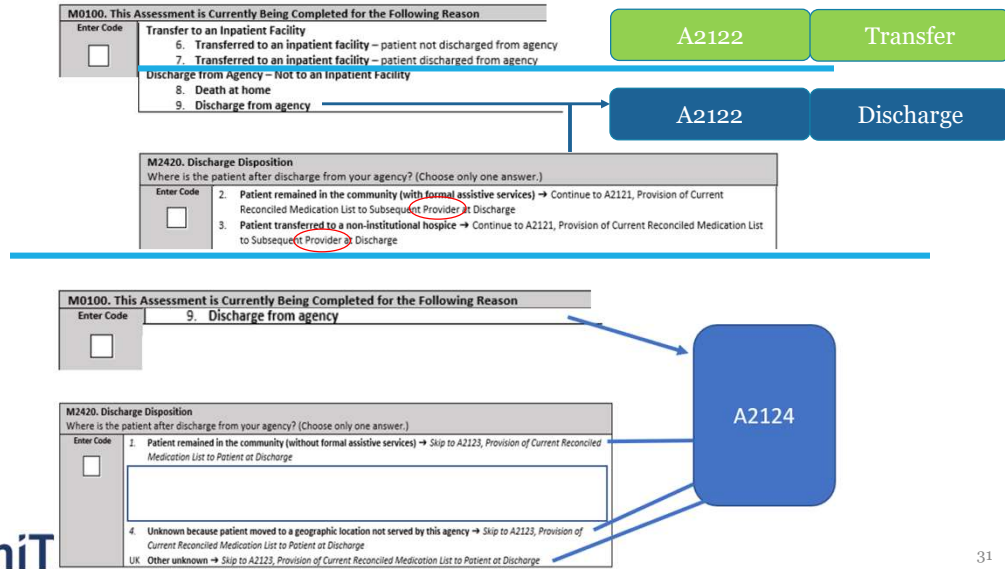 M0100. This Assessment is Currently Being Completed for the Following Reason
Enter Code
Transfer to an Inpatient Facility
6. Transferred to an inpatient facility – patient not discharged from agency
7. Transferred to an inpatient facility – patient discharged from agency
Discharge from Agency – Not to an Inpatient Facility
8. Death at home
9. Discharge from agency
A2122 Transfer
A2122 Discharge
M2420. Discharge Disposition
Where is the patient after discharge from your agency? (Choose only one answer.)
Enter Code
2. Patient remained in the community (with formal assistive services) → Continue to A2121, Provision of Current
Reconciled Medication List to Subsequent Provider at Discharge
3. Patient transferred to a non-institutional hospice → Continue to A2121, Provision of Current Reconciled Medication List
to Subsequent Provider at Discharge
M0100. This Assessment is Currently Being Completed for the Following Reason
Enter Code
9. Discharge from agency
A2124
M2420. Discharge Disposition
Where is the patient after discharge from your agency? (Choose only one answer.)
Enter Code
1. Patient remained in the community (without formal assistive services) → Skip to A2123, Provision of Current Reconciled
Medication List to Patient at Discharge
4. Unknown because patient moved to a geographic location not served by this agency → Skip to A2123, Provision of
Current Reconciled Medication List to Patient at Discharge
UK Other unknown → Skip to A2123, Provision of Current Reconciled Medication List to Patient at Discharge
31